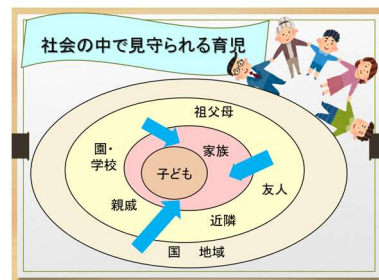 社会の中で見守られる育児
祖父母
園・
学校
家族
子ども
友人
親戚
近隣
国　地域